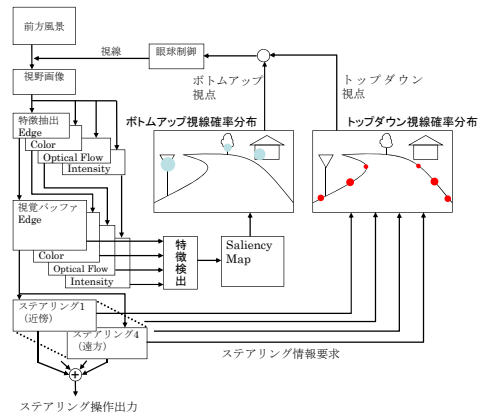 前方風景
視線
眼球制御
視野画像
ボトムアップ
視点
トップダウン
視点
特徴抽出
Edge
Color
Optical Flow
Intensity
ボトムアップ視線確率分布
トップダウン視線確率分布
視覚バッファ
Edge
Color
Optical Flow
Intensity
特徴検出
Saliency
Map
ステアリング1
(近傍)
ステアリング4
(遠方)
ステアリング情報要求
ステアリング操作出力